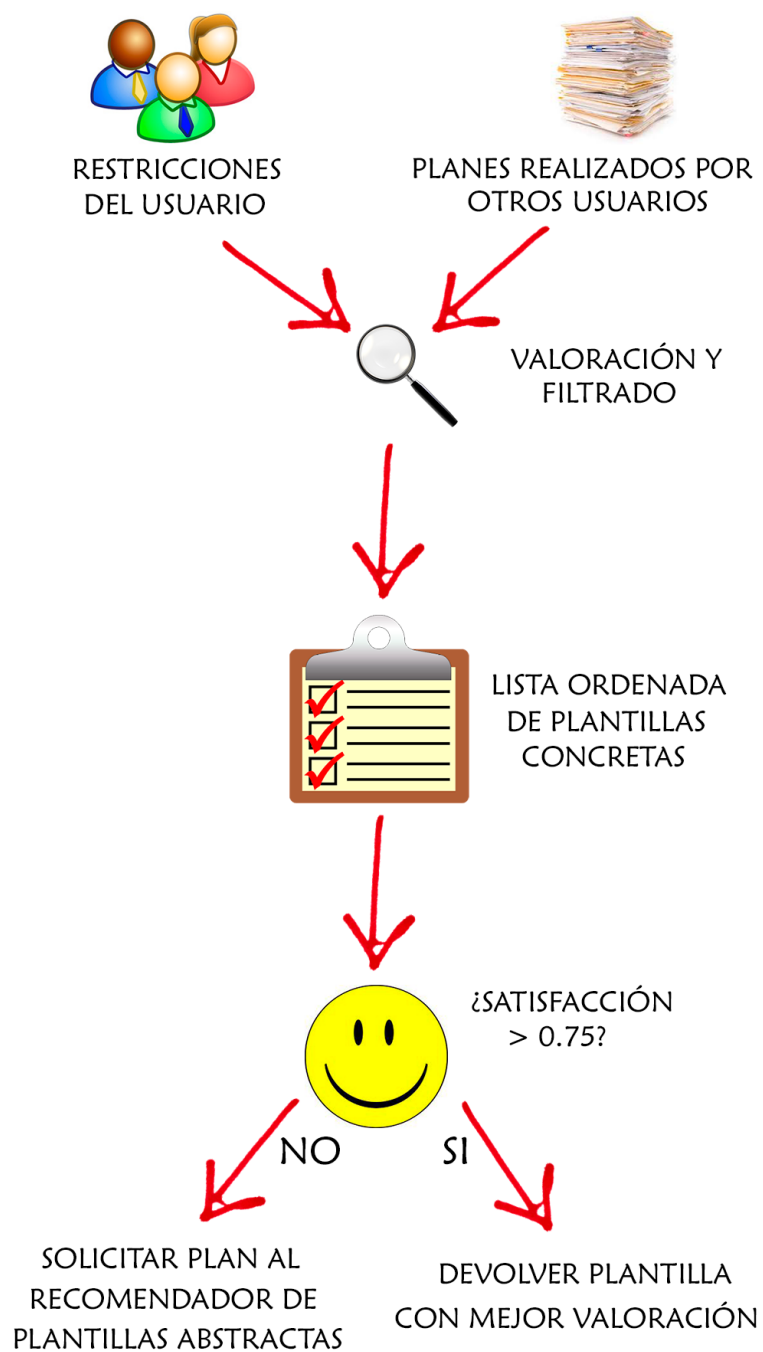 RESTRICCIONES
DEL USUARIO
PLANES REALIZADOS POR
OTROS USUARIOS
VALORACIÓN Y
FILTRADO
LISTA ORDENADA
DE PLANTILLAS
CONCRETAS
¿SATISFACCIÓN
> 0.75?
NO
SI
SOLICITAR PLAN AL
RECOMENDADOR DE
PLANTILLAS ABSTRACTAS
DEVOLVER PLANTILLA
CON MEJOR VALORACIÓN